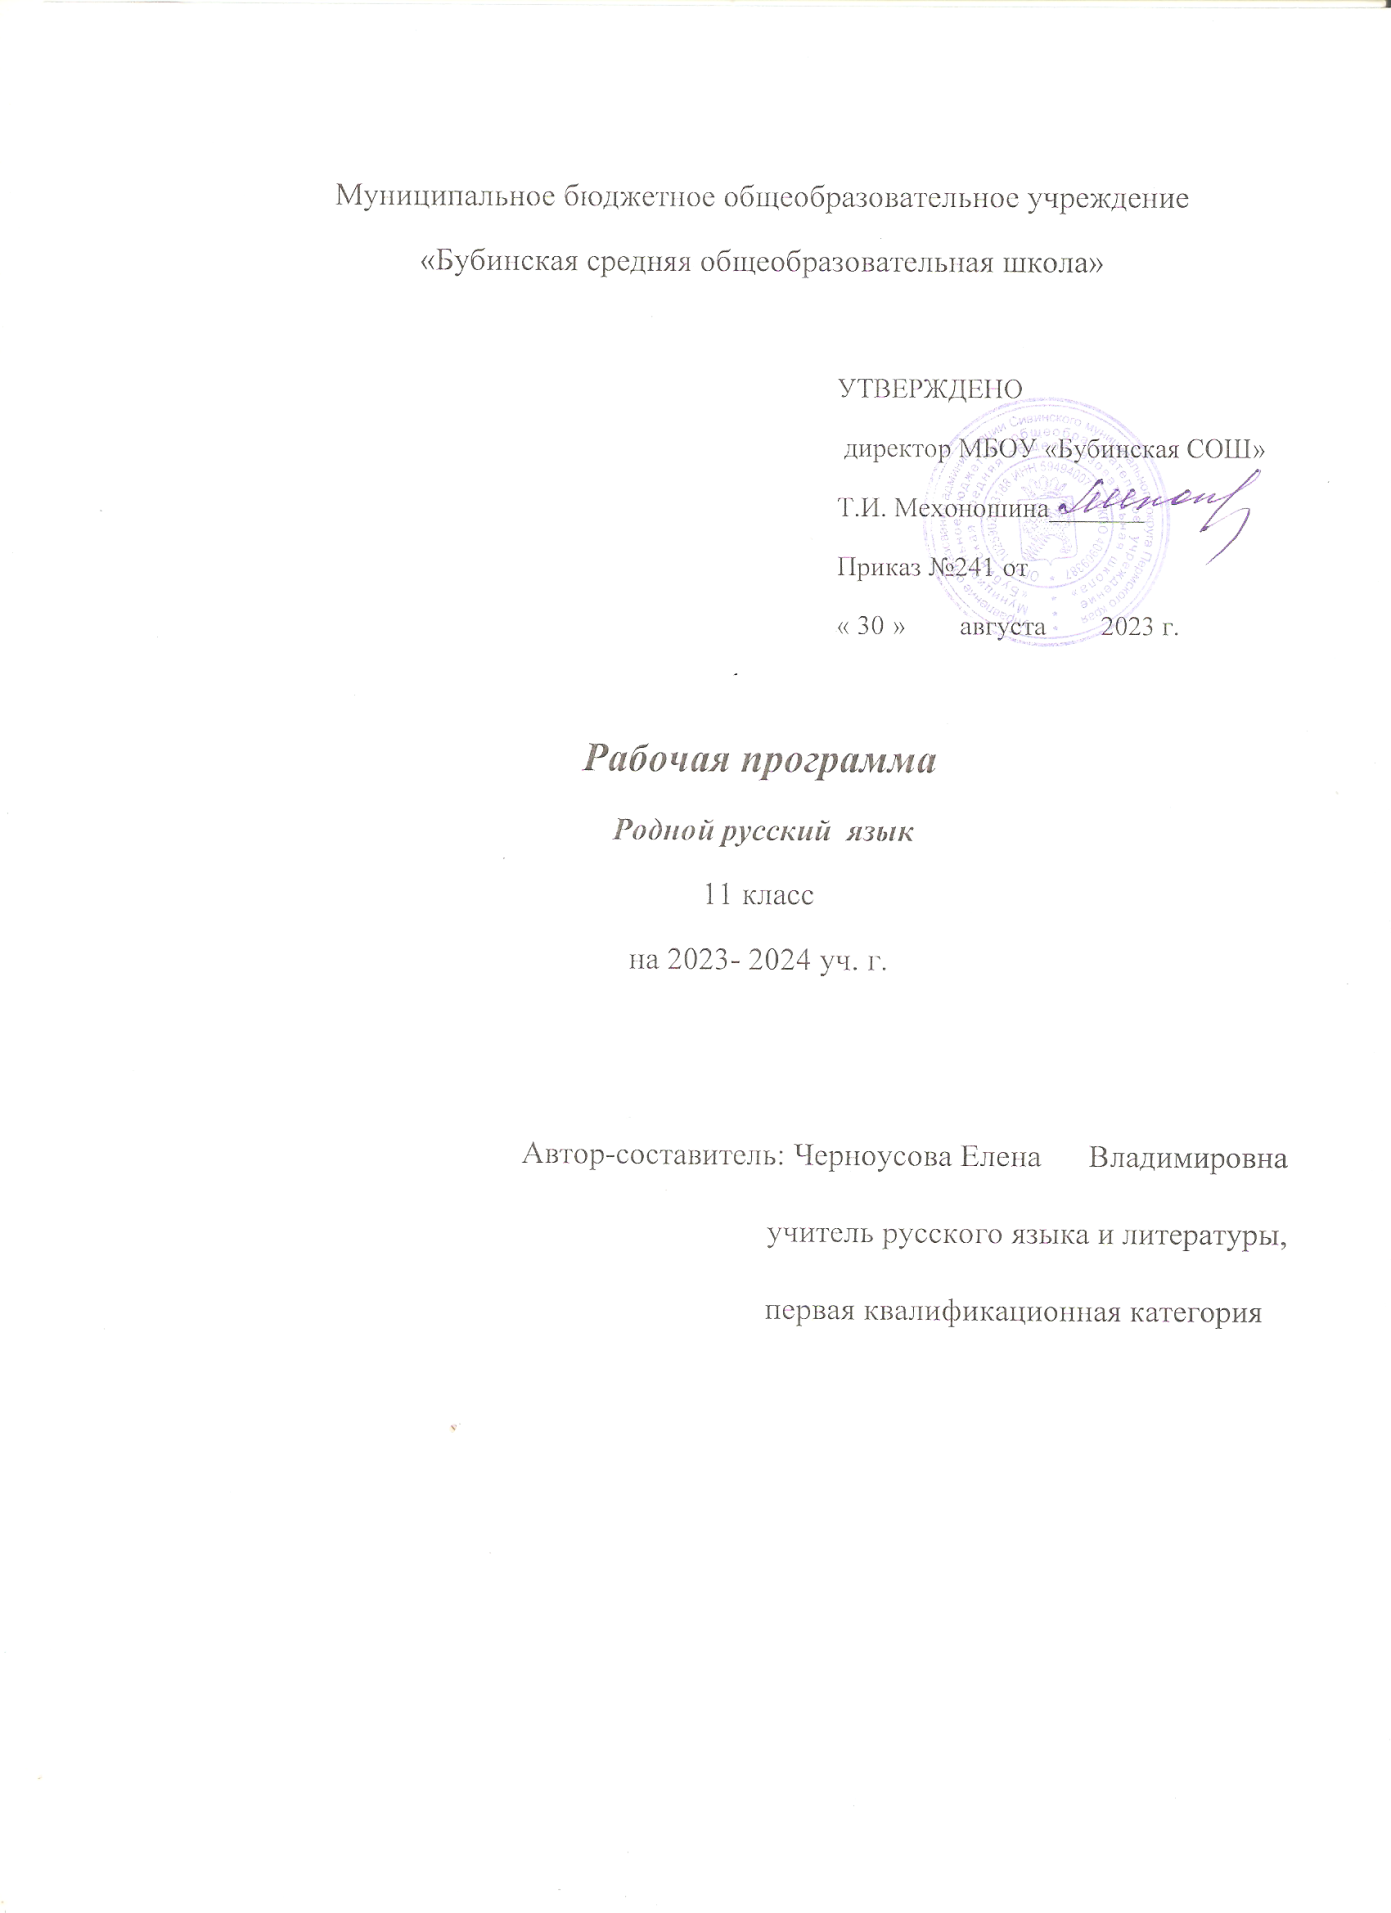 Муниципальное бюджетное общеобразовательное учреждение
«Бубинская средняя общеобразовательная школа»
УТВЕРЖДЕНО
директор МБОУ «Бубинская СОШ»
Т.И. Мехоношина
Приказ №241 от
« 30 » августа 2023 г.
Рабочая программа
Родной русский язык
11 класс
на 2023- 2024 уч. г.
Автор-составитель: Черноусова Елена Владимировна
учитель русского языка и литературы,
первая квалификационная категория